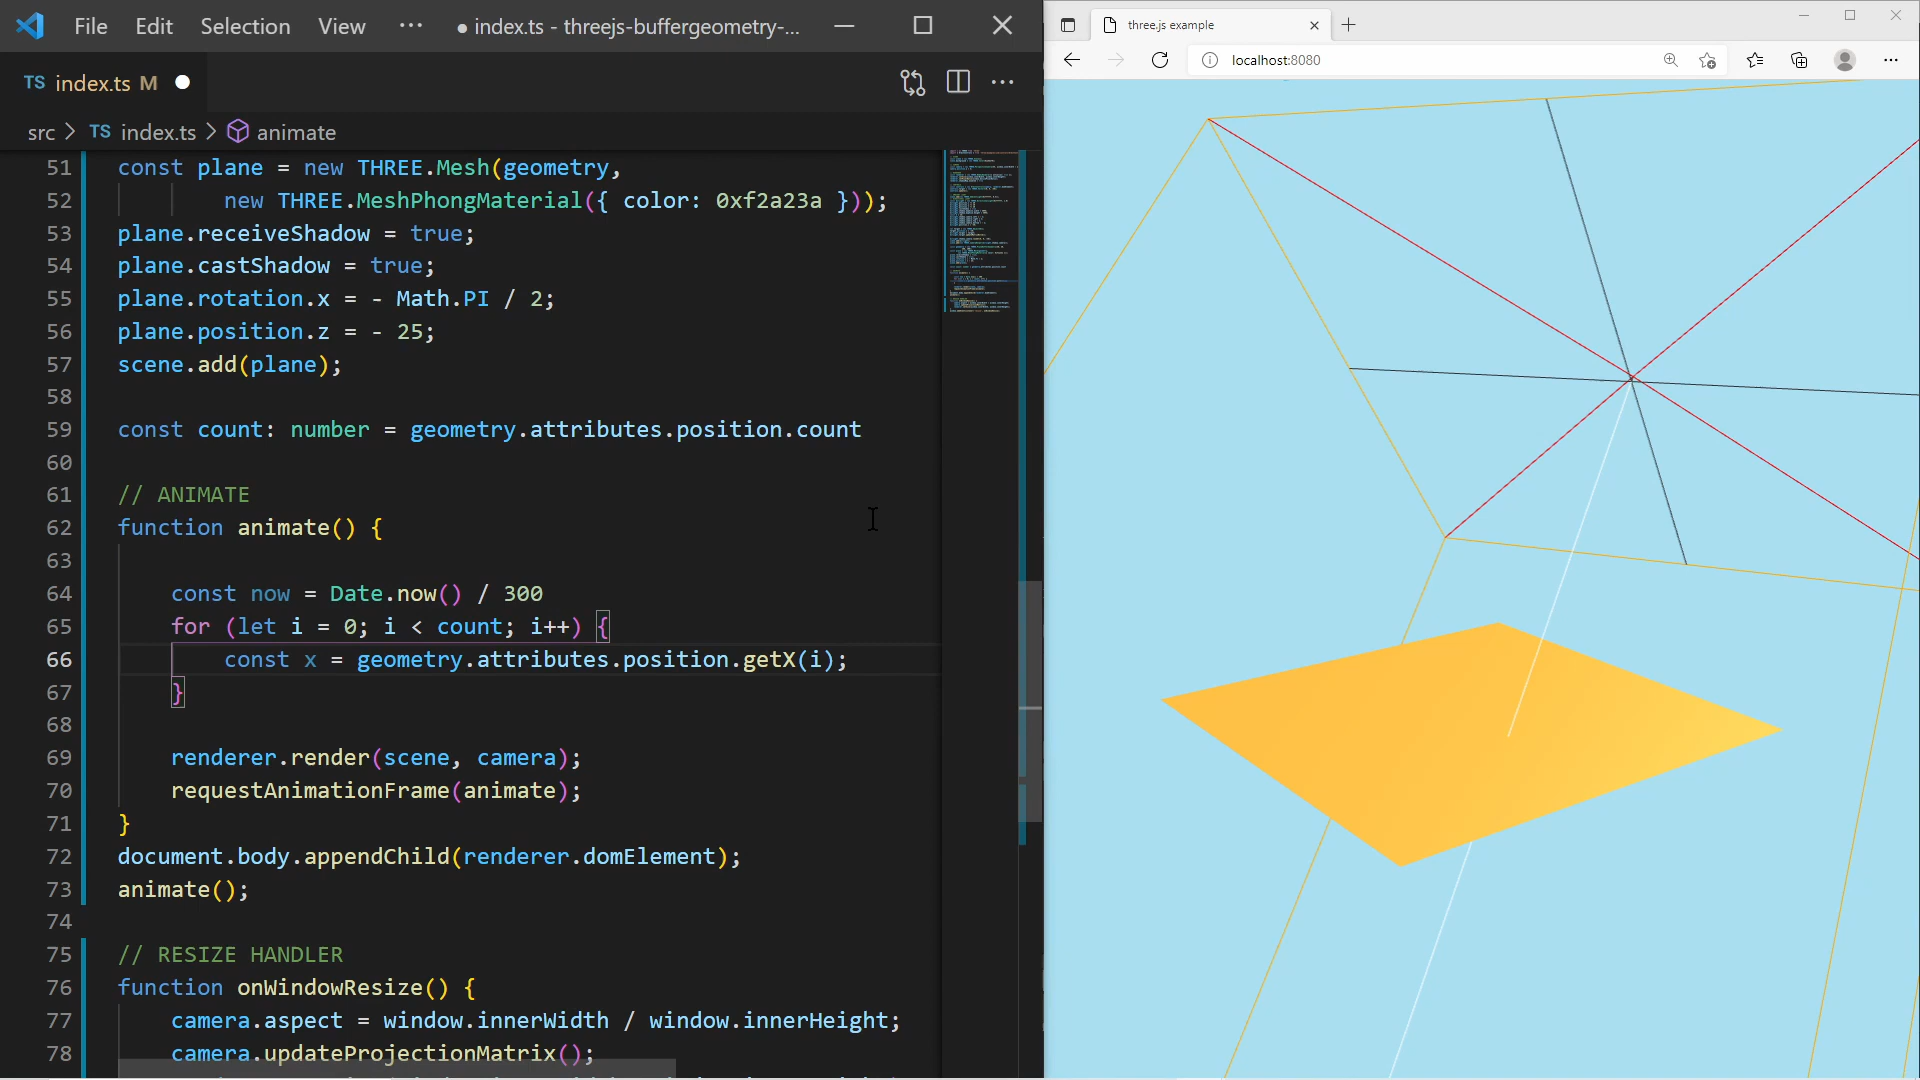 File Edit Selection View ··· ● index.ts - threejs-buffergeometry-...
TS index.ts M
src > TS index.ts > animate
51 const plane = new THREE.Mesh(geometry,
52 new THREE.MeshPhongMaterial({ color: 0xf2a23a }));
53 plane.receiveShadow = true;
54 plane.castShadow = true;
55 plane.rotation.x = - Math.PI / 2;
56 plane.position.z = - 25;
57 scene.add(plane);
58
59 const count: number = geometry.attributes.position.count
60
61 // ANIMATE
62 function animate() {
63
64 const now = Date.now() / 300
65 for (let i = 0; i < count; i++) {
66 const x = geometry.attributes.position.getX(i);
67 }
68
69 renderer.render(scene, camera);
70 requestAnimationFrame(animate);
71 }
72 document.body.appendChild(renderer.domElement);
73 animate();
74
75 // RESIZE HANDLER
76 function onWindowResize() {
77 camera.aspect = window.innerWidth / window.innerHeight;
78 camera.updateProjectionMatrix();
three.js example
localhost:8080